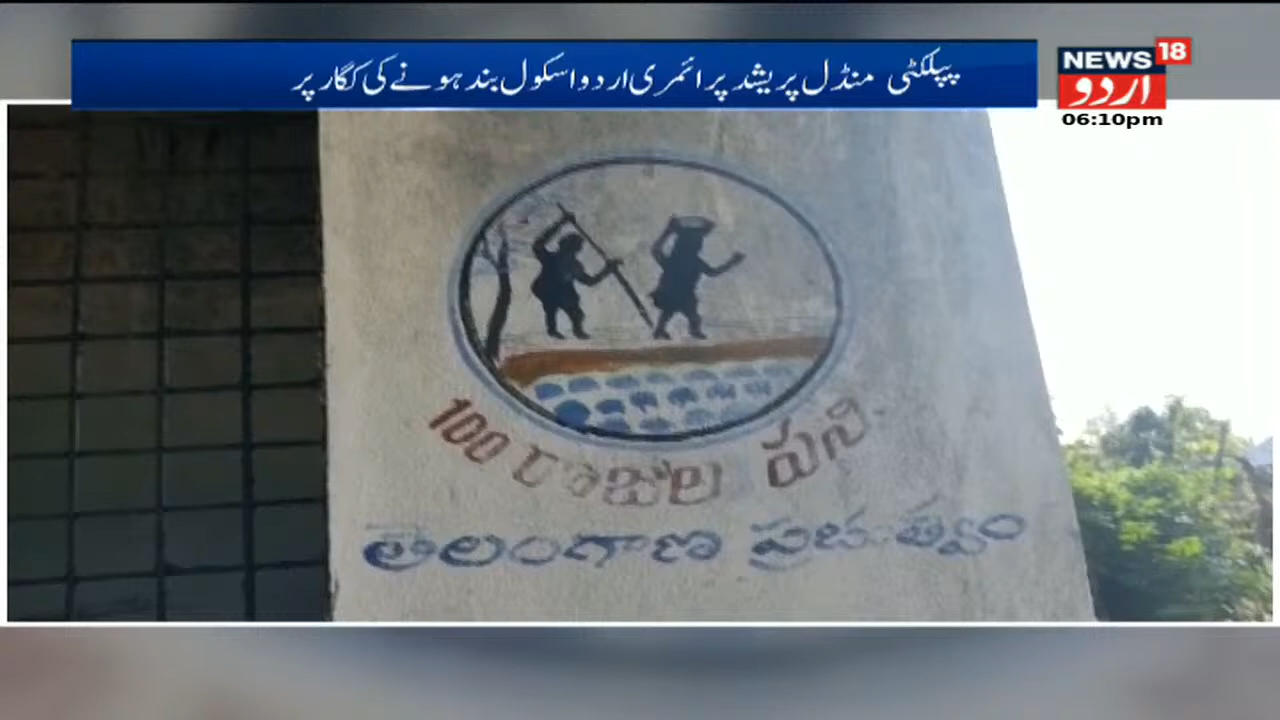 پپلکٹی منڈل پریشد پرائمری اردو اسکول بند ہونے کی کگار پر
NEWS 18
اردو
06:10pm
100 రోజుల పని
తెలంగాణ ప్రభుత్వం